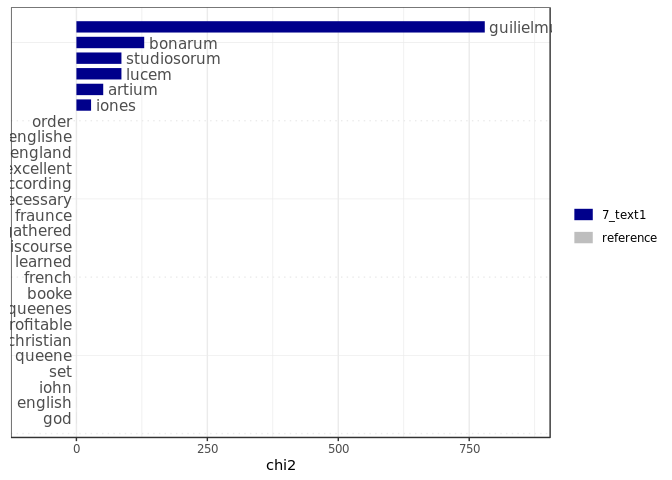 guilielmu
bonarum
studiosorum
lucem
artium
iones
order
englishe
england
excellent
ccording
ecessary
fraunce
gathered
iscourse
learned
french
booke
queenes
rofitable
christian
queene
set
iohn
english
god
0 250 500 750
chi2
7_text1
reference